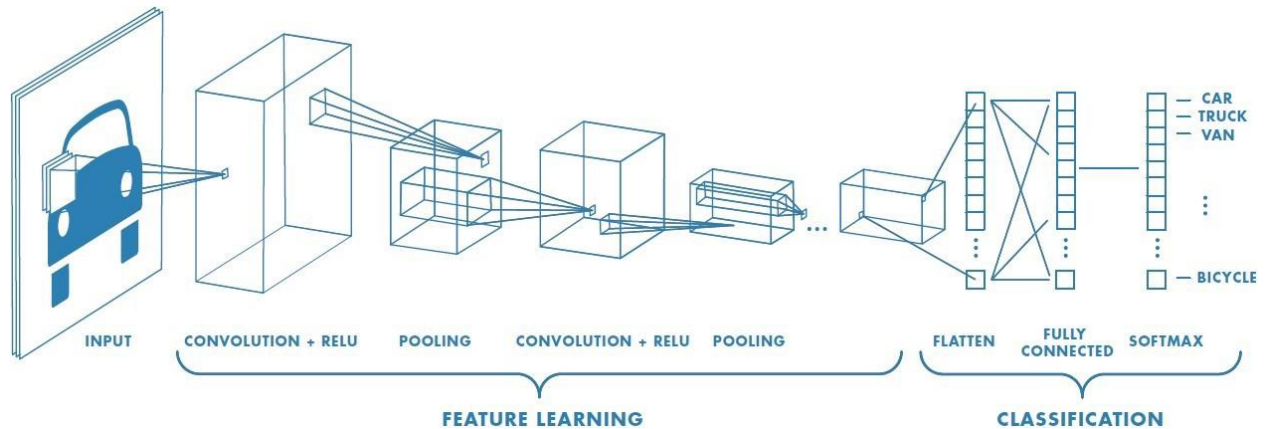 CAR
TRUCK
VAN
BICYCLE
INPUT
CONVOLUTION + RELU
POOLING
CONVOLUTION + RELU
POOLING
FLATTEN
FULLY
CONNECTED
SOFTMAX
FEATURE LEARNING
CLASSIFICATION